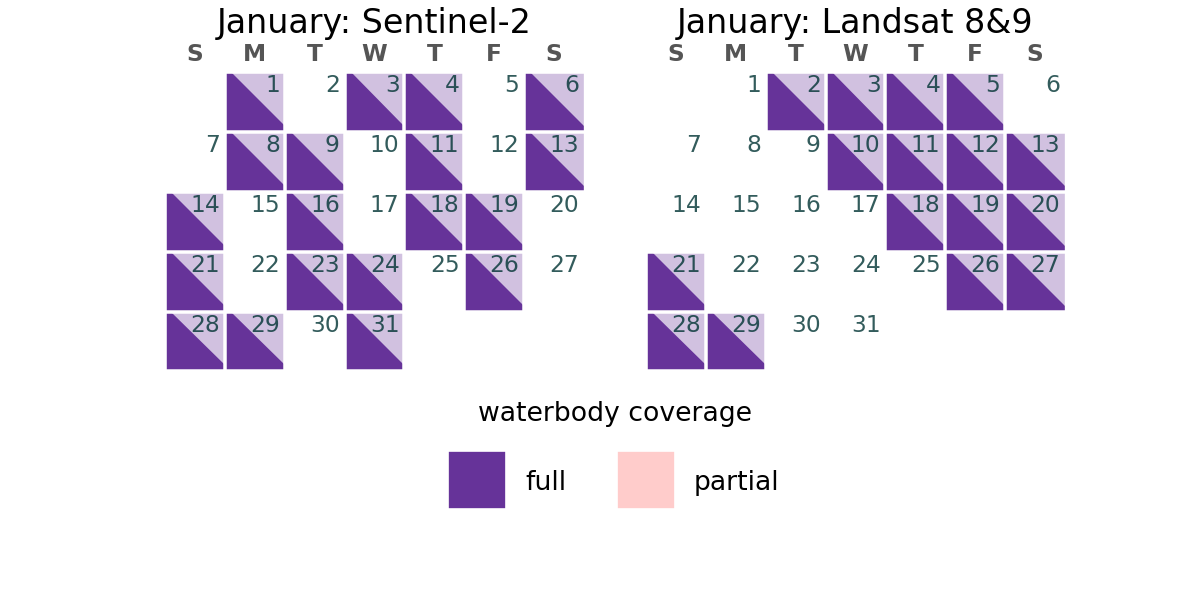 January: Sentinel-2
S M T W T F S
1 2 3 4 5 6
7 8 9 10 11 12 13
14 15 16 17 18 19 20
21 22 23 24 25 26 27
28 29 30 31
January: Landsat 8&9
S M T W T F S
1 2 3 4 5 6
7 8 9 10 11 12 13
14 15 16 17 18 19 20
21 22 23 24 25 26 27
28 29 30 31
waterbody coverage
full partial